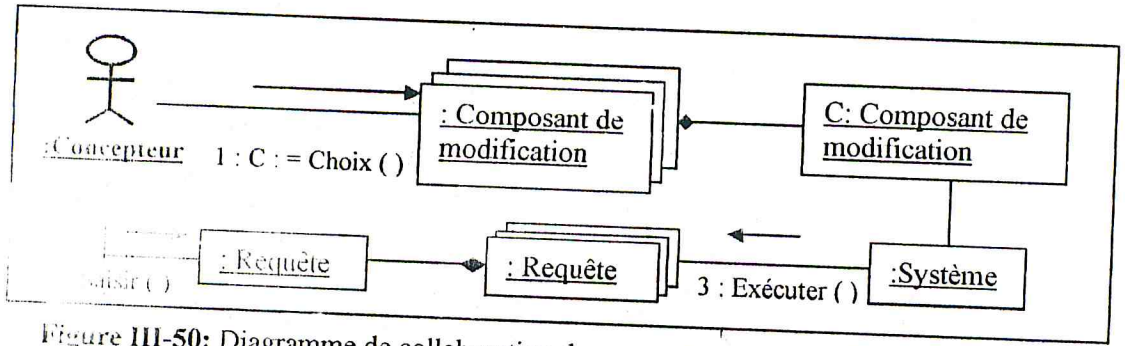 : Composant de
modification
C: Composant de
modification
:Concepteur
1 : C : = Choix ( )
: Requête
: Requête
3 : Exécuter ( )
:Système
Figure III-50: Diagramme de collaboration